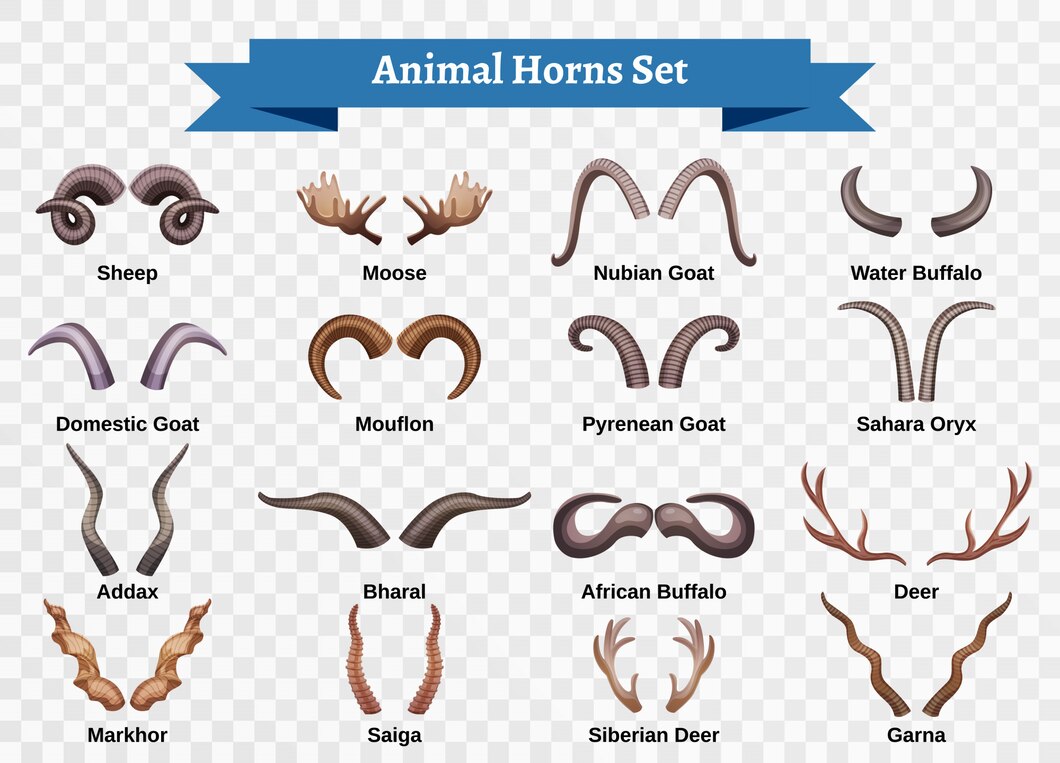 Animal Horns Set
Sheep
Moose
Nubian Goat
Water Buffalo
Domestic Goat
Mouflon
Pyrenean Goat
Sahara Oryx
Addax
Bharal
African Buffalo
Deer
Markhor
Saiga
Siberian Deer
Garna